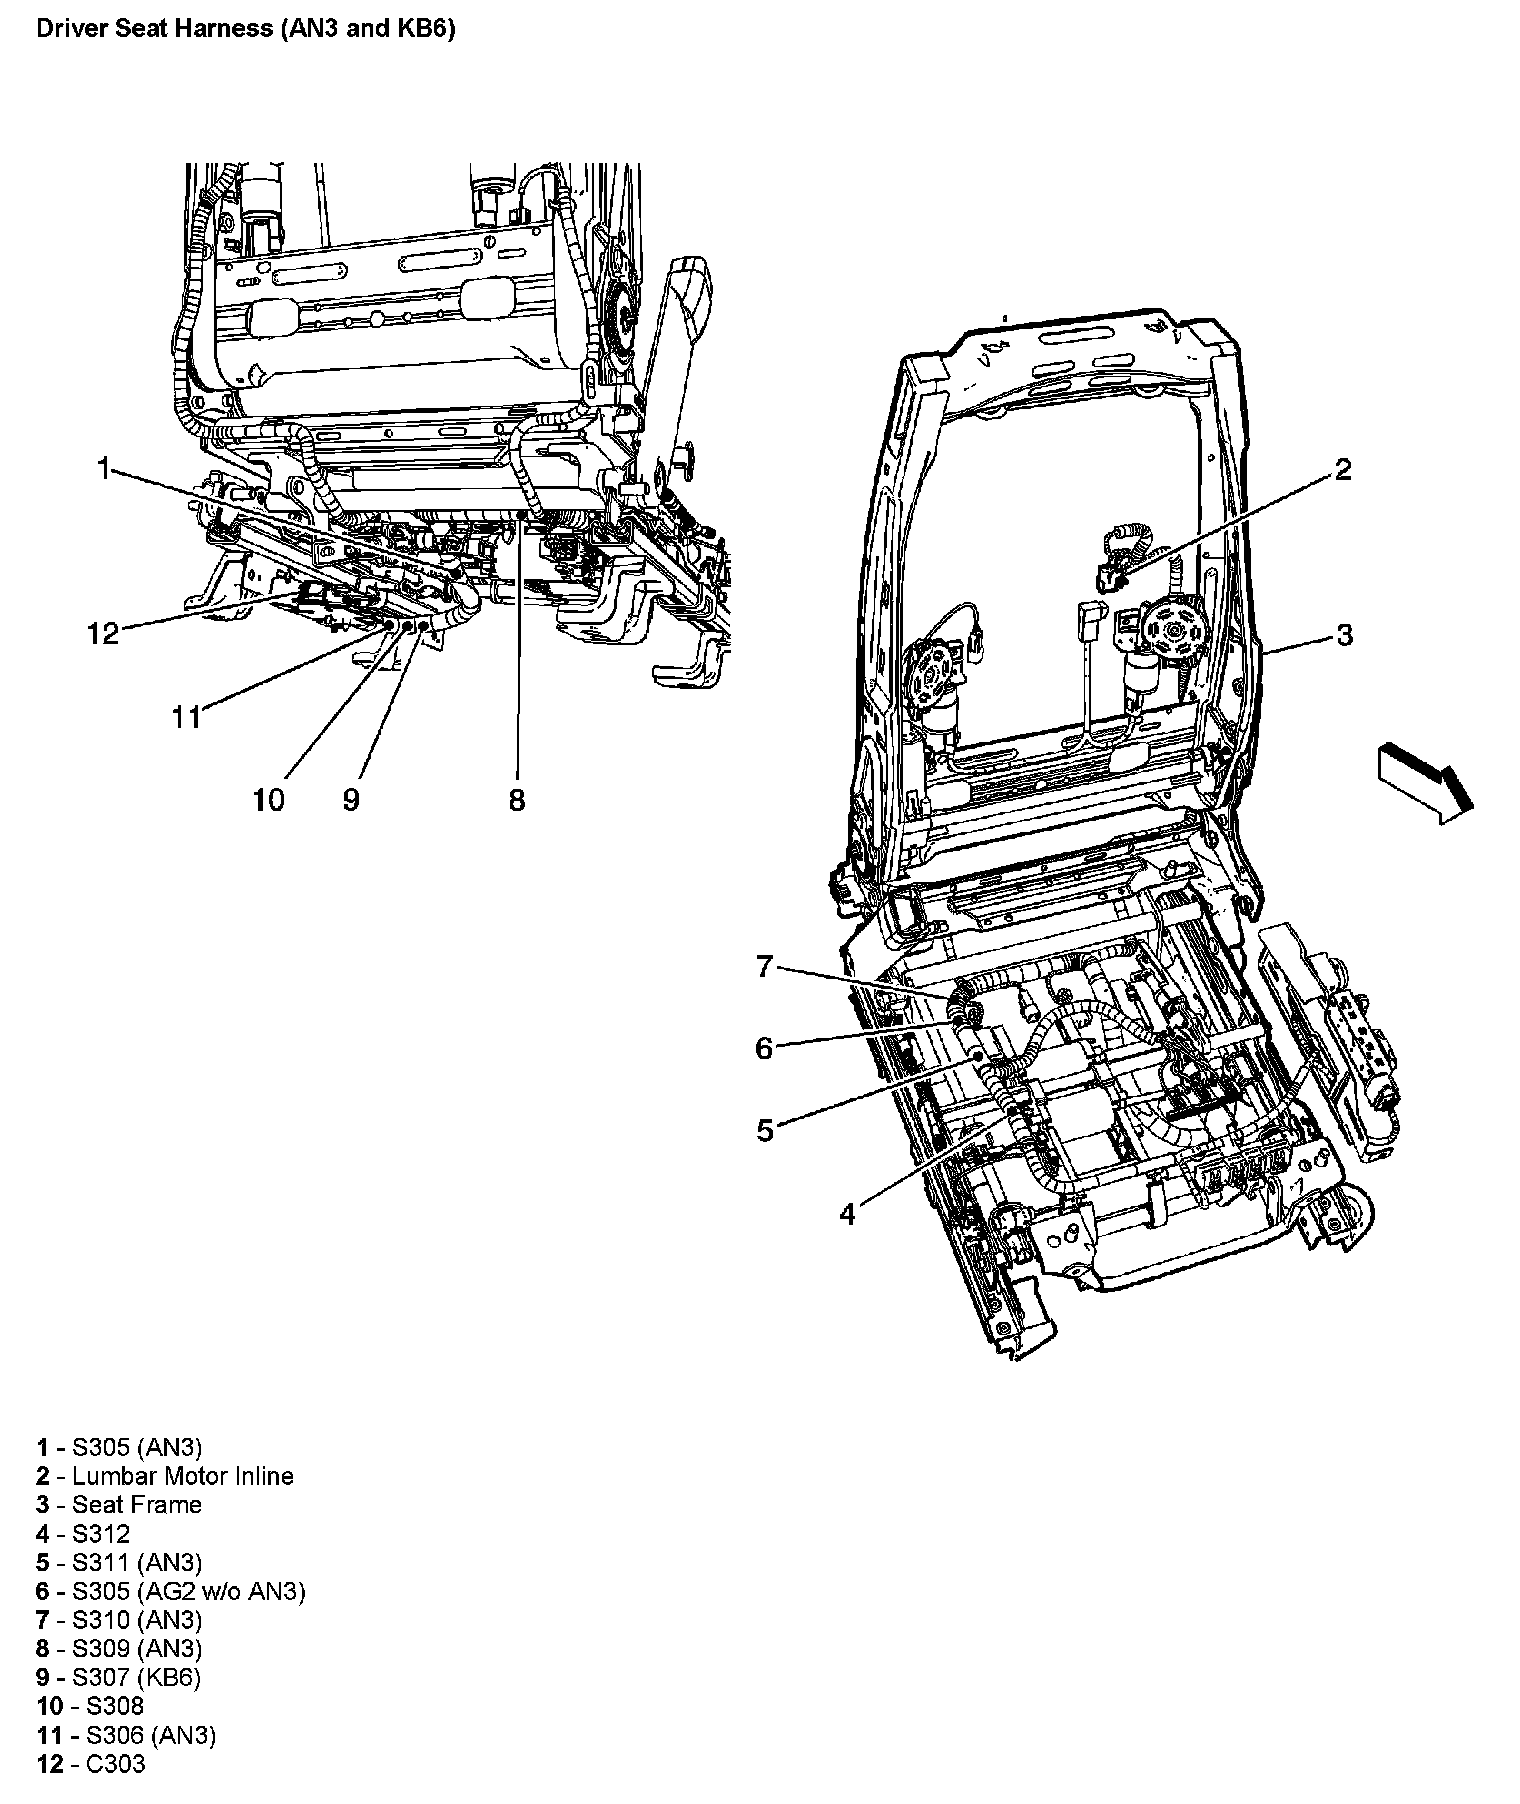 Driver Seat Harness (AN3 and KB6)
1
2
3
12
11
10
9
8
7
6
5
4
1 - S305 (AN3)
2 - Lumbar Motor Inline
3 - Seat Frame
4 - S312
5 - S311 (AN3)
6 - S305 (AG2 w/o AN3)
7 - S310 (AN3)
8 - S309 (AN3)
9 - S307 (KB6)
10 - S308
11 - S306 (AN3)
12 - C303